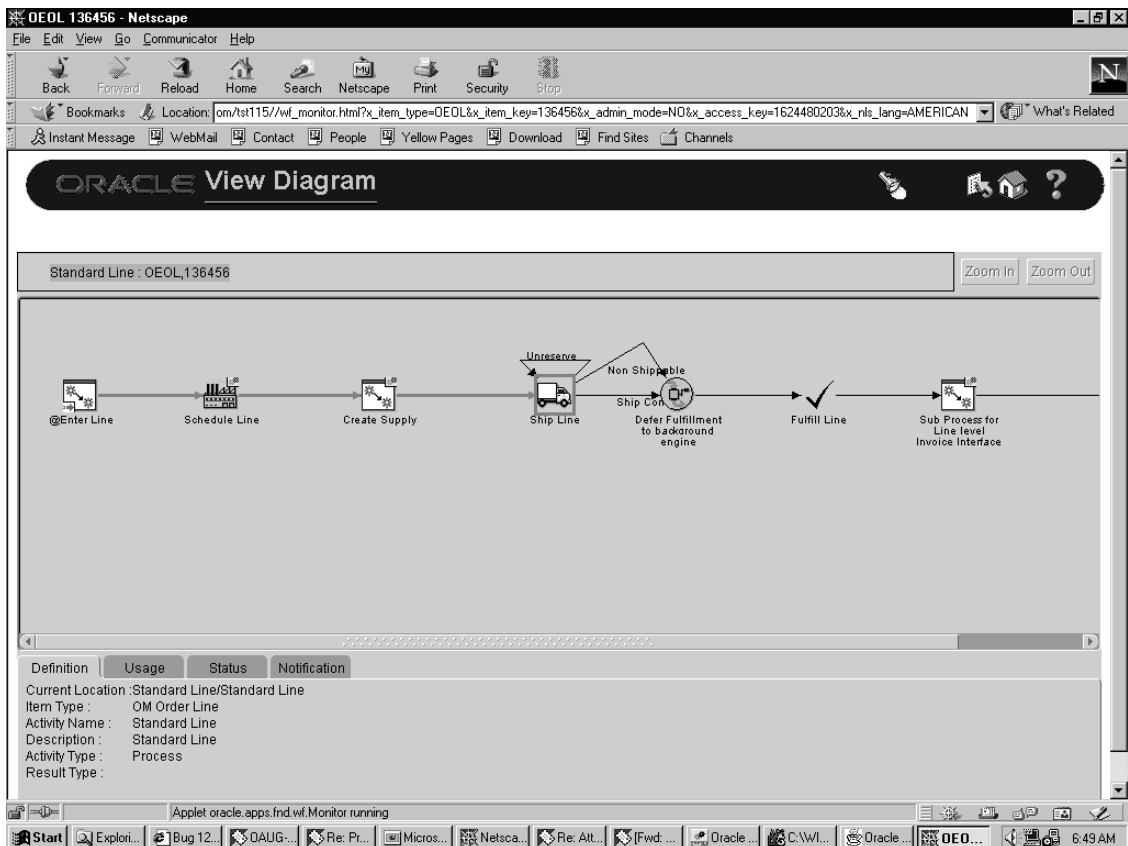 OEOL 136456 - Netscape
File Edit View Go Communicator Help
Back Forward Reload Home Search My Netscape Print Security Stop
N
Bookmarks Location: om/tst115//wf_monitor.html?x_item_type=OEOL&x_item_key=136456&x_admin_mode=NO&x_access_key=1624480203&x_nls_lang=AMERICAN What's Related
Instant Message WebMail Contact People Yellow Pages Download Find Sites Channels
ORACLE View Diagram ?
Standard Line : OEOL,136456 Zoom In Zoom Out
Unreserve
Non Shippable
Ship Con
@Enter Line
Schedule Line
Create Supply
Ship Line
Defer Fulfillment
to background
engine
Fulfill Line
Sub Process for
Line level
Invoice Interface
Definition Usage Status Notification
Current Location :Standard Line/Standard Line
Item Type : OM Order Line
Activity Name : Standard Line
Description : Standard Line
Activity Type : Process
Result Type :
Applet oracle.apps.fnd.wf.Monitor running
Start Explori... Bug 12... OAUG-... Re: Pr... Micros... Netsca... Re: Att... [Fwd: ... Oracle ... C:\WI... Oracle ... OEO... 6:49 AM